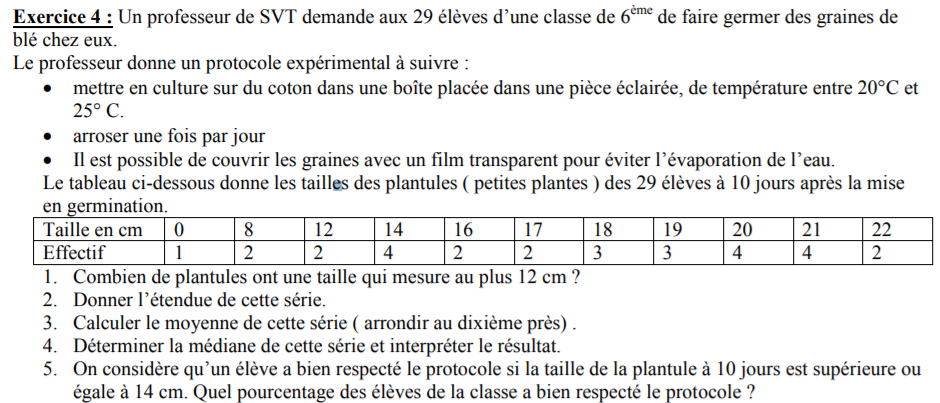 Exercice 4 : Un professeur de SVT demande aux 29 élèves d'une classe de 6ème de faire germer des graines de
blé chez eux.
Le professeur donne un protocole expérimental à suivre :
• mettre en culture sur du coton dans une boîte placée dans une pièce éclairée, de température entre 20°C et
25° C.
• arroser une fois par jour
• Il est possible de couvrir les graines avec un film transparent pour éviter l'évaporation de l'eau.
Le tableau ci-dessous donne les tailles des plantules ( petites plantes ) des 29 élèves à 10 jours après la mise
en germination.
Taille en cm 0 8 12 14 16 17 18 19 20 21 22
Effectif 1 2 2 4 2 2 3 3 4 4 2
1. Combien de plantules ont une taille qui mesure au plus 12 cm ?
2. Donner l'étendue de cette série.
3. Calculer le moyenne de cette série ( arrondir au dixième près) .
4. Déterminer la médiane de cette série et interpréter le résultat.
5. On considère qu'un élève a bien respecté le protocole si la taille de la plantule à 10 jours est supérieure ou
égale à 14 cm. Quel pourcentage des élèves de la classe a bien respecté le protocole ?